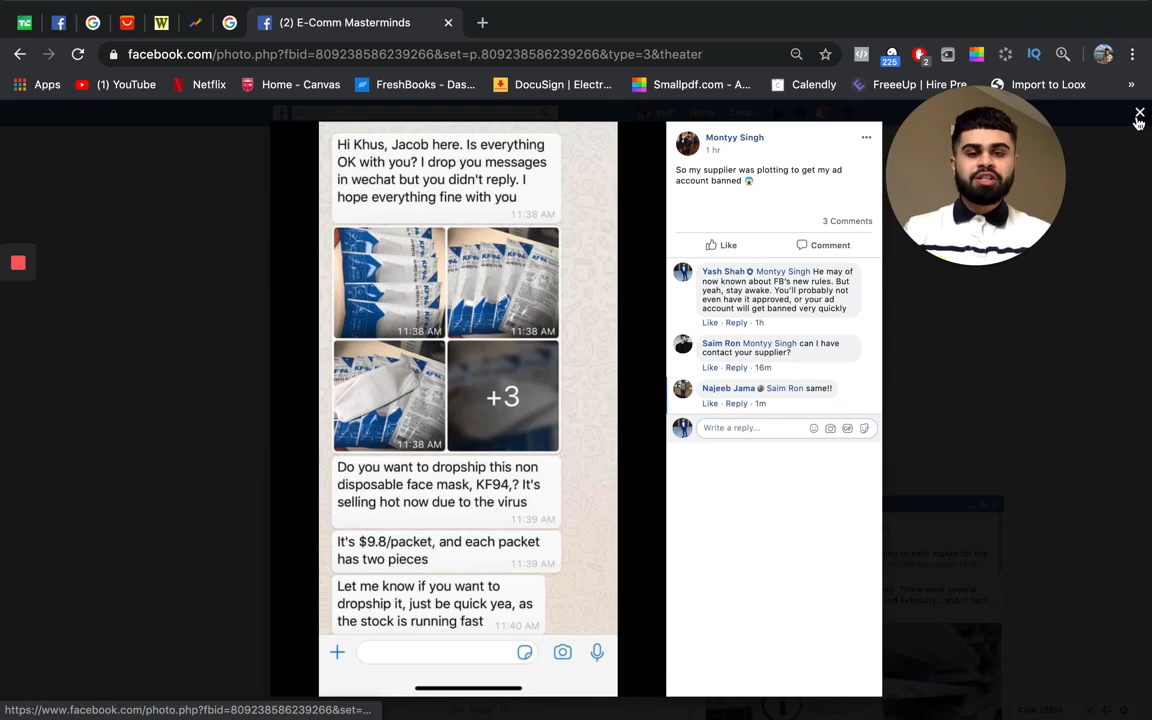 (2) E-Comm Masterminds
facebook.com/photo.php?fbid=809238586239266&set=p.809238586239266&type=3&theater
225
2
IQ
Apps
(1) YouTube
Netflix
Home - Canvas
FreshBooks - Das...
DocuSign | Electr...
Smallpdf.com - A...
Calendly
FreeeUp | Hire Pre
Import to Loox
»
Hi Khus, Jacob here. Is everything
OK with you? I drop you messages
in wechat but you didn't reply. I
hope everything fine with you
11:38 AM
KF94
11:38 AM
11:38 AM
11:38 AM
+3
Do you want to dropship this non
disposable face mask, KF94,? It's
selling hot now due to the virus
11:39 AM
It's $9.8/packet, and each packet
has two pieces
11:39 AM
Let me know if you want to
dropship it, just be quick yea, as
the stock is running fast
11:40 AM
Montyy Singh
1 hr
So my supplier was plotting to get my ad
account banned 😱
3 Comments
Like
Comment
Yash Shah Montyy Singh He may of
now known about FB's new rules. But
yeah, stay awake. You'll probably not
even have it approved, or your ad
account will get banned very quickly
Like · Reply · 1h
Saim Ron Montyy Singh can I have
contact your supplier?
Like · Reply · 16m
Najeeb Jama Saim Ron same!!
Like · Reply · 1m
Write a reply...
https://www.facebook.com/photo.php?fbid=809238586239266&set=...